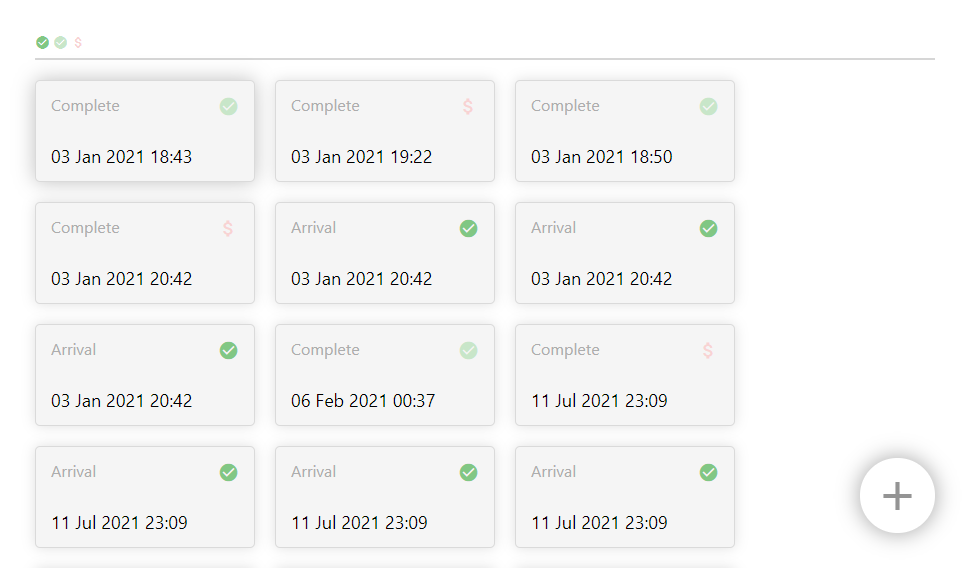 $
Complete
03 Jan 2021 18:43
Complete $
03 Jan 2021 19:22
Complete
03 Jan 2021 18:50
Complete $
03 Jan 2021 20:42
Arrival
03 Jan 2021 20:42
Arrival
03 Jan 2021 20:42
Arrival
03 Jan 2021 20:42
Complete
06 Feb 2021 00:37
Complete $
11 Jul 2021 23:09
Arrival
11 Jul 2021 23:09
Arrival
11 Jul 2021 23:09
Arrival
11 Jul 2021 23:09
+